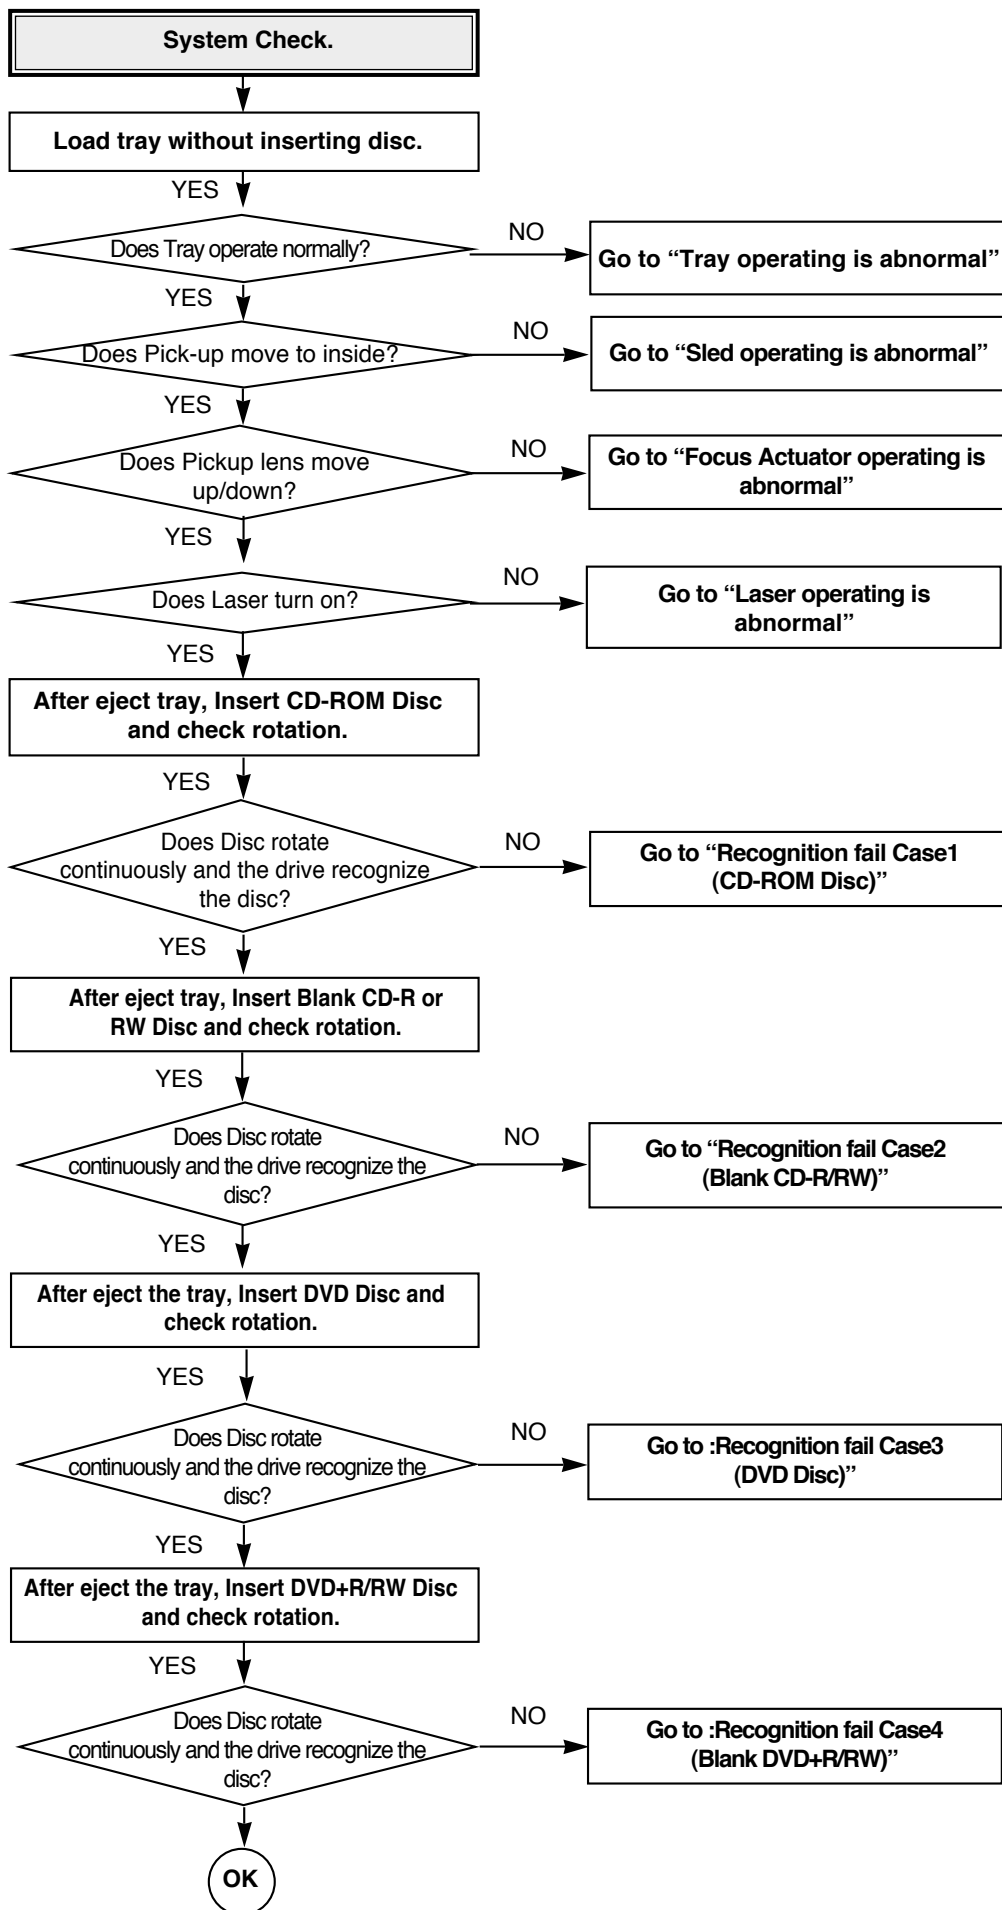 System Check.
Load tray without inserting disc.
YES
Does Tray operate normally?
NO
Go to “Tray operating is abnormal”
YES
Does Pick-up move to inside?
NO
Go to “Sled operating is abnormal”
YES
Does Pickup lens move
up/down?
NO
Go to “Focus Actuator operating is
abnormal”
YES
Does Laser turn on?
NO
Go to “Laser operating is
abnormal”
YES
After eject tray, Insert CD-ROM Disc
and check rotation.
YES
Does Disc rotate
continuously and the drive recognize
the disc?
NO
Go to “Recognition fail Case1
(CD-ROM Disc)”
YES
After eject tray, Insert Blank CD-R or
RW Disc and check rotation.
YES
Does Disc rotate
continuously and the drive recognize the
disc?
NO
Go to “Recognition fail Case2
(Blank CD-R/RW)”
YES
After eject the tray, Insert DVD Disc and
check rotation.
YES
Does Disc rotate
continuously and the drive recognize the
disc?
NO
Go to :Recognition fail Case3
(DVD Disc)”
YES
After eject the tray, Insert DVD+R/RW Disc
and check rotation.
YES
Does Disc rotate
continuously and the drive recognize the
disc?
NO
Go to :Recognition fail Case4
(Blank DVD+R/RW)”
OK